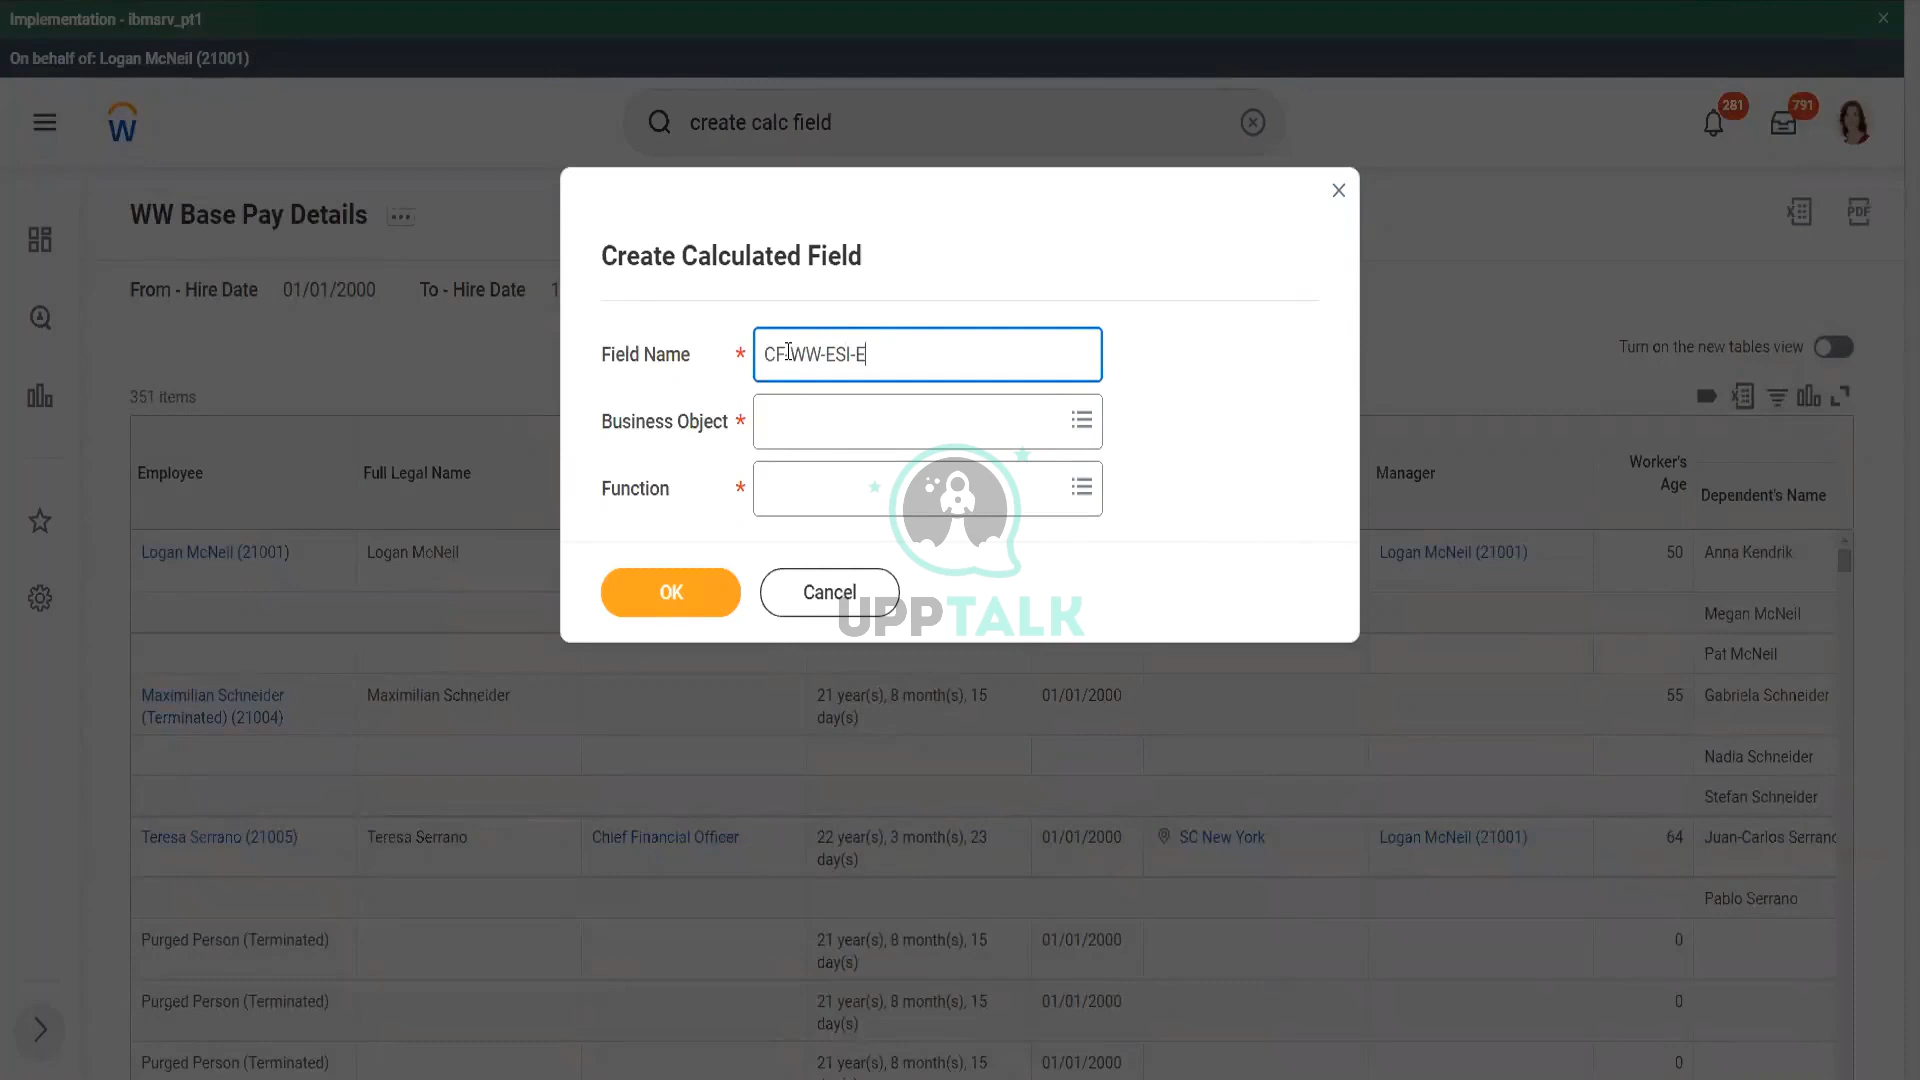 Implementation - ibmsrv_pt1
On behalf of: Logan McNeil (21001)
W
create calc field
281
791
WW Base Pay Details
PDF
From - Hire Date 01/01/2000 To - Hire Date 1
Turn on the new tables view
351 items
Employee Full Legal Name Manager Worker's Age Dependent's Name
Logan McNeil (21001) Logan McNeil Logan McNeil (21001) 50 Anna Kendrik
Megan McNeil
Pat McNeil
Maximilian Schneider (Terminated) (21004) Maximilian Schneider 21 year(s), 8 month(s), 15 day(s) 01/01/2000 55 Gabriela Schneider
Nadia Schneider
Stefan Schneider
Teresa Serrano (21005) Teresa Serrano Chief Financial Officer 22 year(s), 3 month(s), 23 day(s) 01/01/2000 SC New York Logan McNeil (21001) 64 Juan-Carlos Serrano
Pablo Serrano
Purged Person (Terminated) 21 year(s), 8 month(s), 15 day(s) 01/01/2000 0
Purged Person (Terminated) 21 year(s), 8 month(s), 15 day(s) 01/01/2000 0
Purged Person (Terminated) 21 year(s), 8 month(s), 15 01/01/2000 0
Create Calculated Field
Field Name * CF-WW-ESI-E
Business Object *
Function *
OK Cancel
UPPTALK